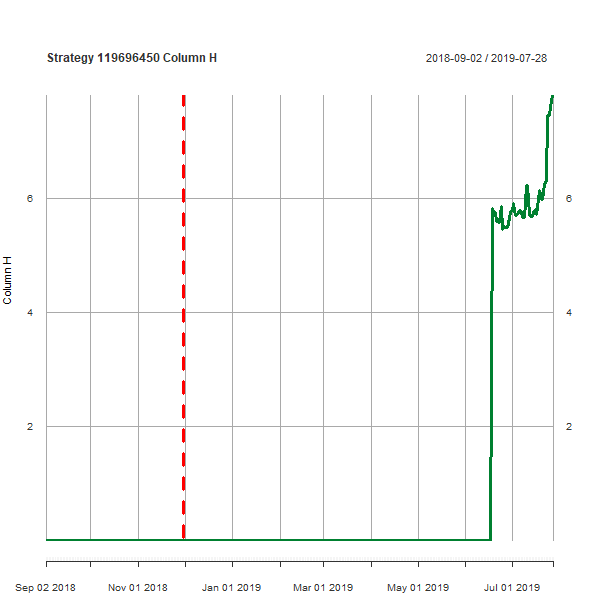 Strategy 119696450 Column H
2018-09-02 / 2019-07-28
6
6
Column H
4
4
2
2
Sep 02 2018
Nov 01 2018
Jan 01 2019
Mar 01 2019
May 01 2019
Jul 01 2019